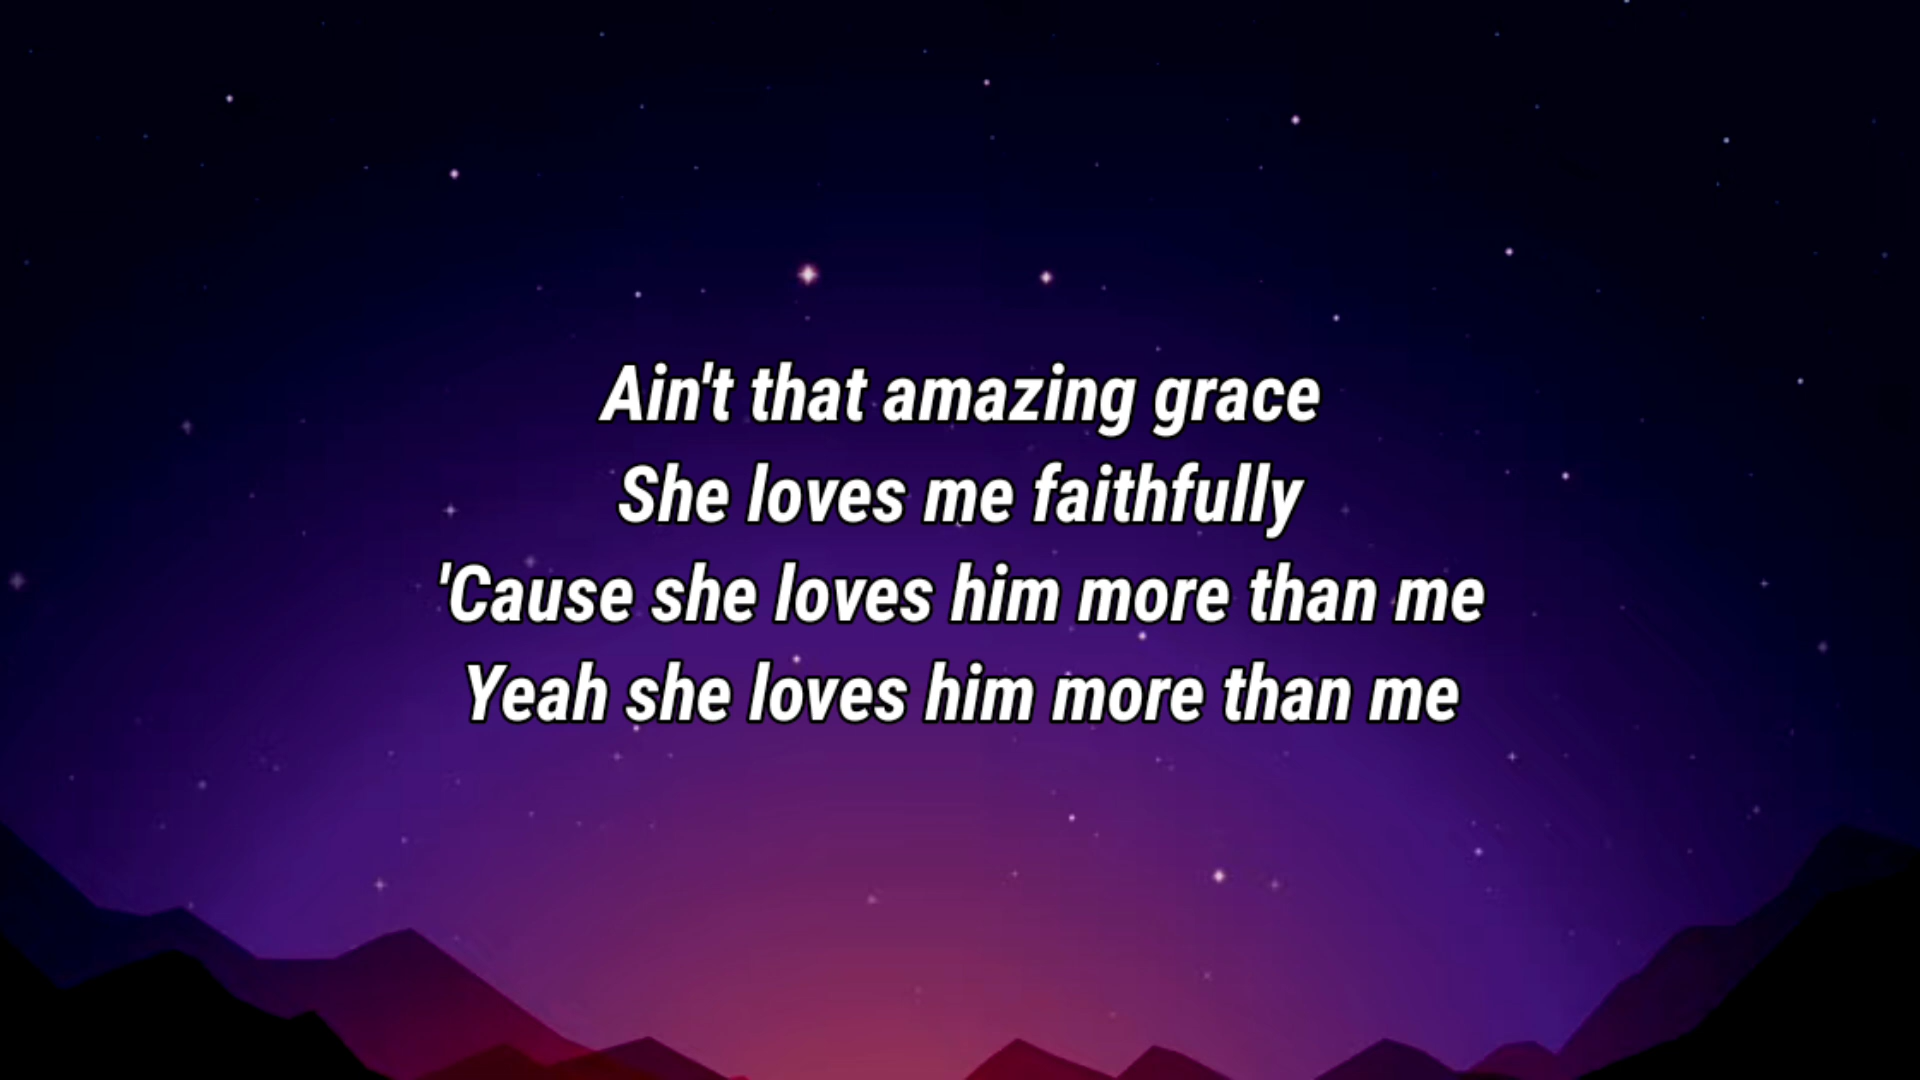 Ain't that amazing grace
She loves me faithfully
'Cause she loves him more than me
Yeah she loves him more than me